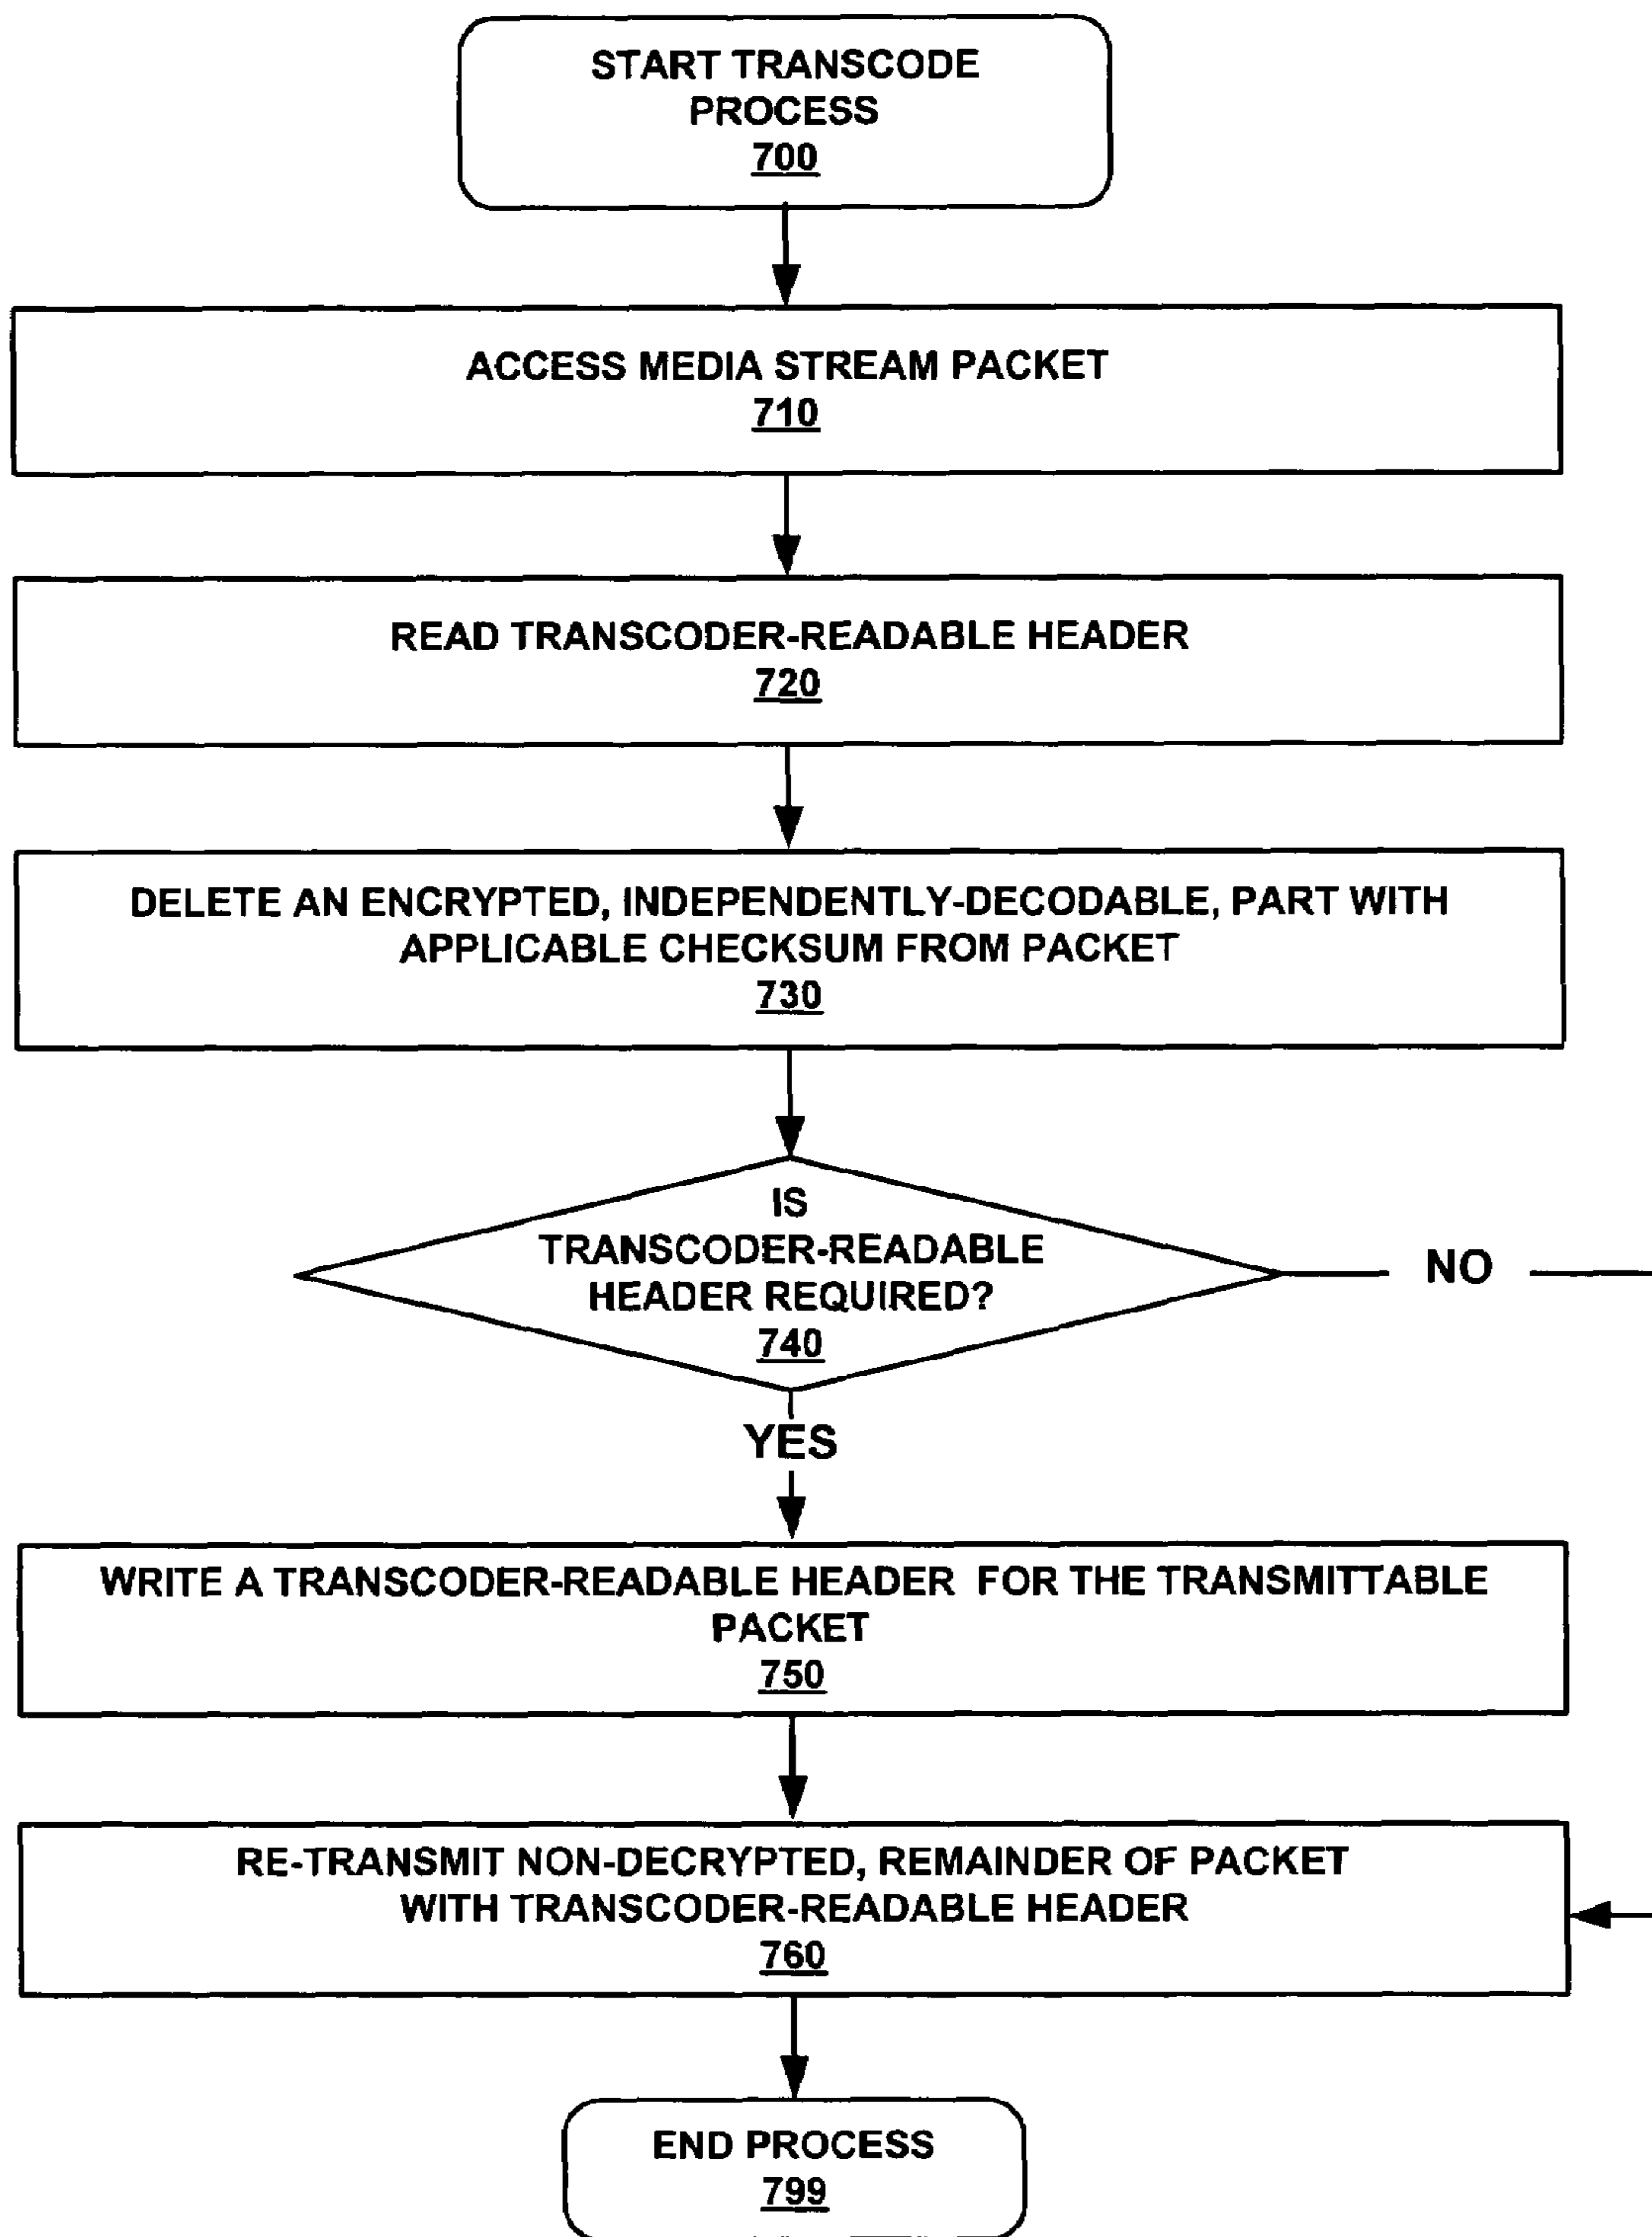 START TRANSCODE
PROCESS
700
ACCESS MEDIA STREAM PACKET
710
READ TRANSCODER-READABLE HEADER
720
DELETE AN ENCRYPTED, INDEPENDENTLY-DECODABLE, PART WITH
APPLICABLE CHECKSUM FROM PACKET
730
IS
TRANSCODER-READABLE
HEADER REQUIRED?
740
NO
YES
WRITE A TRANSCODER-READABLE HEADER FOR THE TRANSMITTABLE
PACKET
750
RE-TRANSMIT NON-DECRYPTED, REMAINDER OF PACKET
WITH TRANSCODER-READABLE HEADER
760
END PROCESS
799